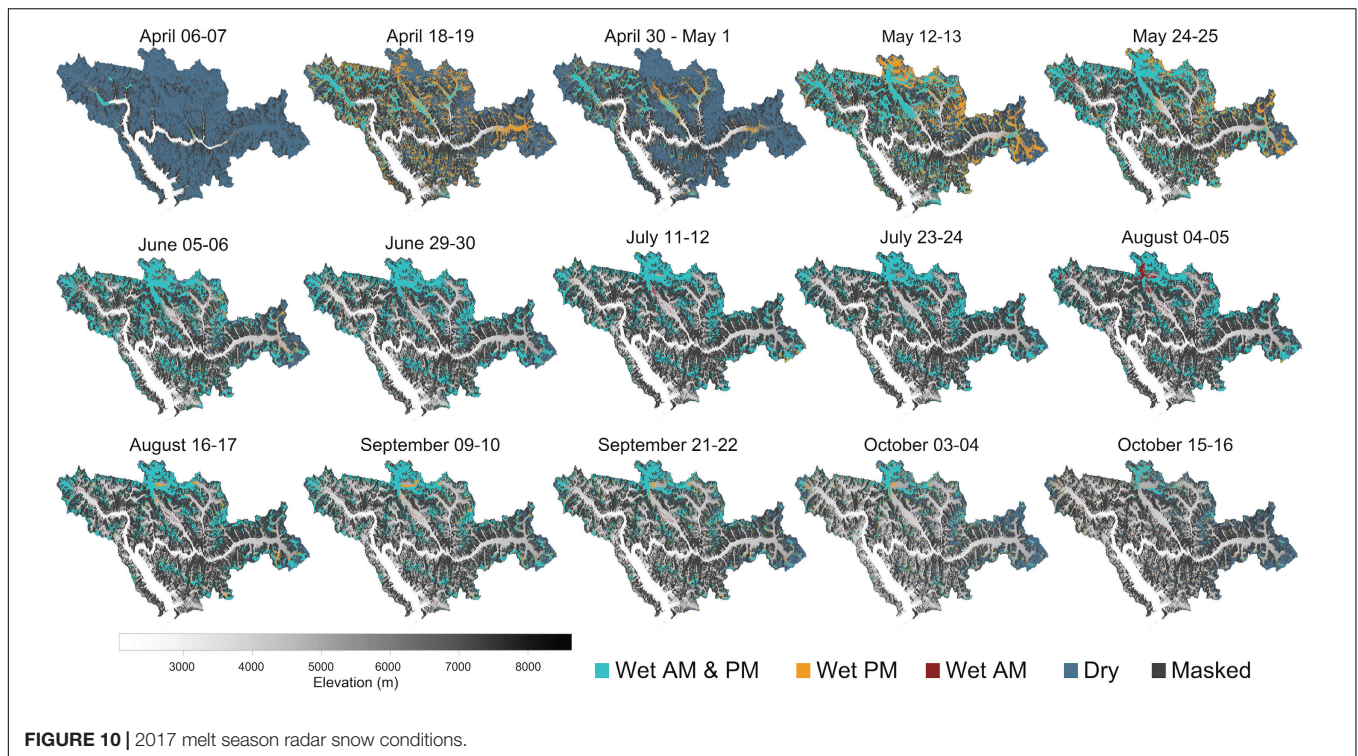 April 06-07 April 18-19 April 30 - May 1 May 12-13 May 24-25
June 05-06 June 29-30 July 11-12 July 23-24 August 04-05
August 16-17 September 09-10 September 21-22 October 03-04 October 15-16
3000 4000 5000 6000 7000 8000
Elevation (m)
Wet AM & PM Wet PM Wet AM Dry Masked
FIGURE 10 | 2017 melt season radar snow conditions.